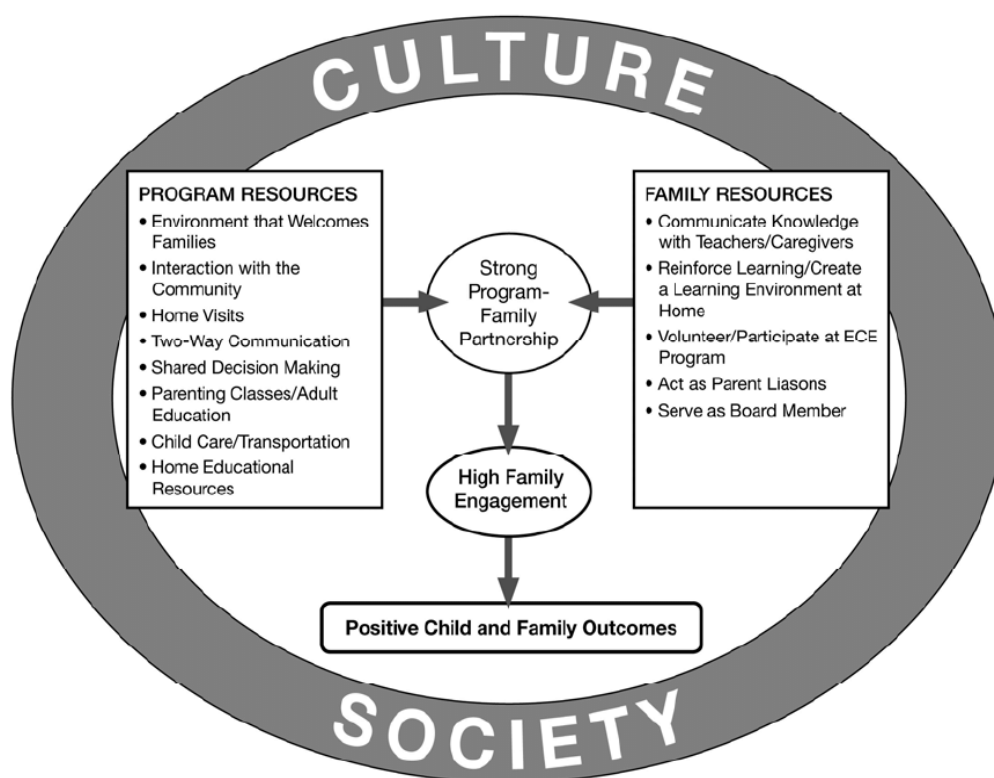 CULTURE
PROGRAM RESOURCES
• Environment that Welcomes
Families
• Interaction with the
Community
• Home Visits
• Two-Way Communication
• Shared Decision Making
• Parenting Classes/Adult
Education
• Child Care/Transportation
• Home Educational
Resources
Strong
Program-
Family
Partnership
High Family
Engagement
Positive Child and Family Outcomes
FAMILY RESOURCES
• Communicate Knowledge
with Teachers/Caregivers
• Reinforce Learning/Create
a Learning Environment at
Home
• Volunteer/Participate at ECE
Program
• Act as Parent Liasons
• Serve as Board Member
SOCIETY